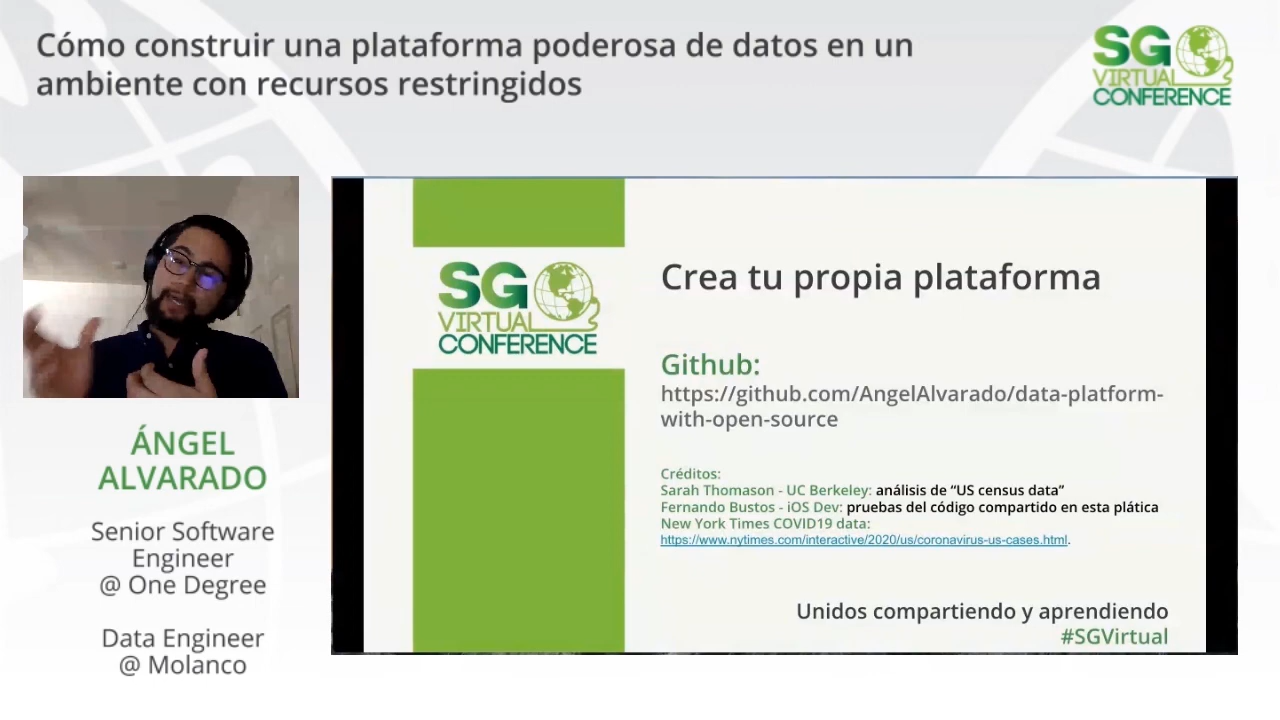 Cómo construir una plataforma poderosa de datos en un
ambiente con recursos restringidos
SG
VIRTUAL
CONFERENCE
ÁNGEL
ALVARADO
Senior Software
Engineer
@ One Degree
Data Engineer
@ Molanco
SG
VIRTUAL
CONFERENCE
Crea tu propia plataforma
Github:
https://github.com/AngelAlvarado/data-platform-
with-open-source
Créditos:
Sarah Thomason - UC Berkeley: análisis de “US census data”
Fernando Bustos - iOS Dev: pruebas del código compartido en esta plática
New York Times COVID19 data:
https://www.nytimes.com/interactive/2020/us/coronavirus-us-cases.html.
Unidos compartiendo y aprendiendo
#SGVirtual